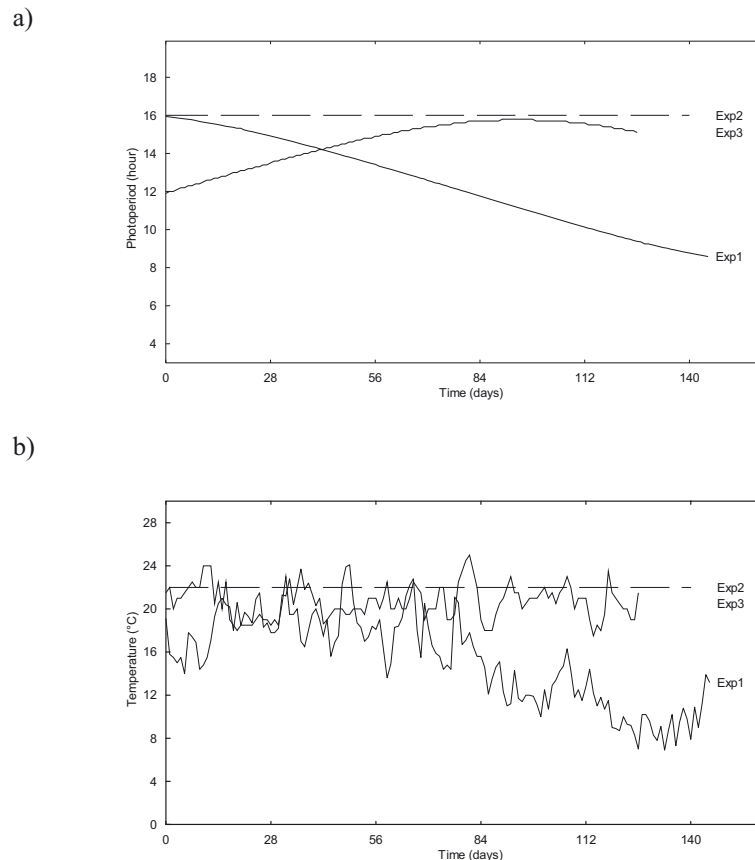 a)
18
16
14
12
10
8
6
4
Photoperiod (hour)
Exp2
Exp3
Exp1
0 28 56 84 112 140
Time (days)
b)
28
24
20
16
12
8
4
0
Temperature (°C)
Exp2
Exp3
Exp1
0 28 56 84 112 140
Time (days)